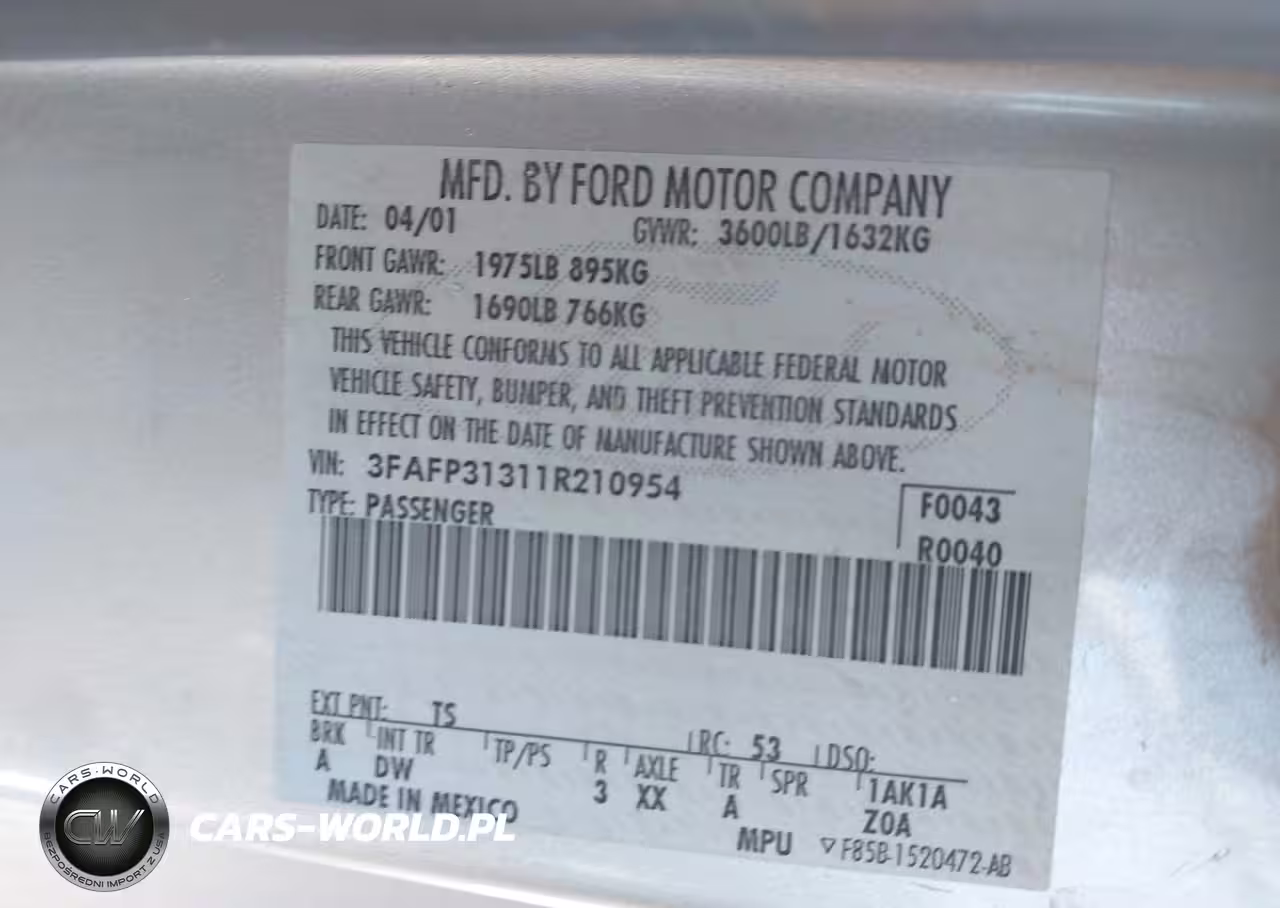 MFD. BY FORD MOTOR COMPANY
DATE: 04/01 GVWR: 3600LB/1632KG
FRONT GAWR: 1975LB 895KG
REAR GAWR: 1690LB 766KG
THIS VEHICLE CONFORMS TO ALL APPLICABLE FEDERAL MOTOR
VEHICLE SAFETY, BUMPER, AND THEFT PREVENTION STANDARDS
IN EFFECT ON THE DATE OF MANUFACTURE SHOWN ABOVE.
VIN: 3FAFP31311R210954
TYPE: PASSENGER
F0043
R0040
EXT PNT: TS RC: 53 DSO:
BRK INT TR TP/PS R AXLE TR SPR
A DW 3 XX A 1AK1A
MADE IN MEXICO Z0A
MPU ▽ F85B-1520472-AB
CARS-WORLD
CW
BEZPOŚREDNI IMPORT Z USA
CARS-WORLD.PL